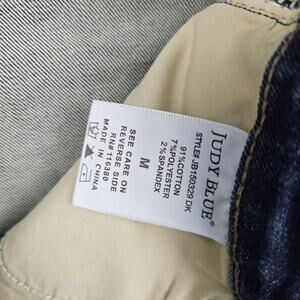 JUDY BLUE®
STYLE# JB150329 DK
91%COTTON
7%POLYESTER
2%SPANDEX
M
SEE CARE ON
REVERSE SIDE
RN# 116380
MADE IN CHINA